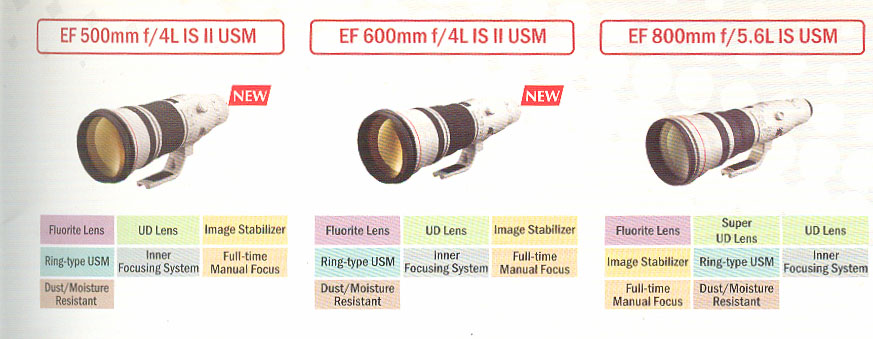 EF 500mm f/4L IS II USM
NEW
Fluorite Lens
UD Lens
Image Stabilizer
Ring-type USM
Inner
Focusing System
Full-time
Manual Focus
Dust/Moisture
Resistant
EF 600mm f/4L IS II USM
NEW
Fluorite Lens
UD Lens
Image Stabilizer
Ring-type USM
Inner
Focusing System
Full-time
Manual Focus
Dust/Moisture
Resistant
EF 800mm f/5.6L IS USM
Fluorite Lens
Super
UD Lens
UD Lens
Image Stabilizer
Ring-type USM
Inner
Focusing System
Full-time
Manual Focus
Dust/Moisture
Resistant